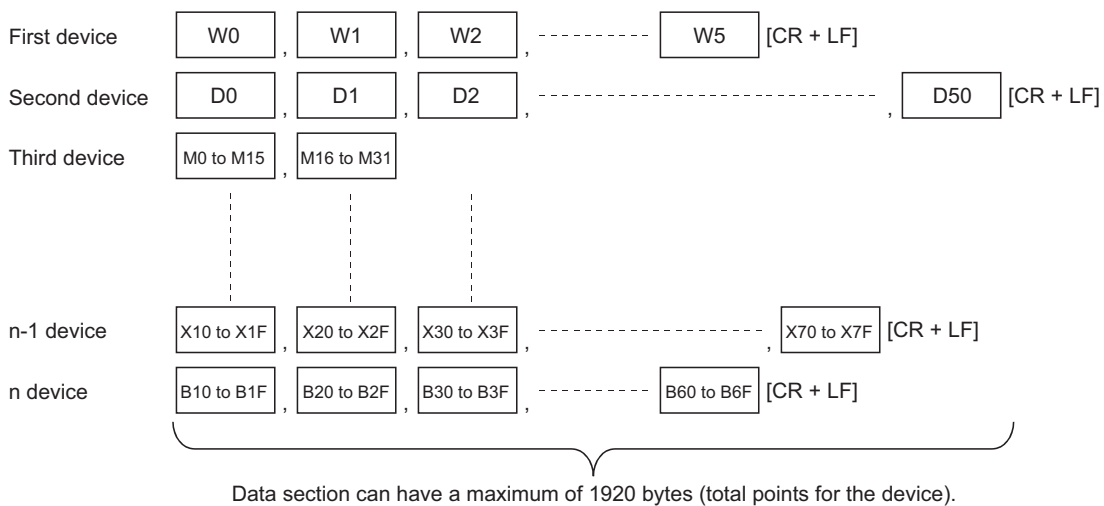 First device W0 , W1 , W2 , W5 [CR + LF]
Second device D0 , D1 , D2 , , D50 [CR + LF]
Third device M0 to M15 , M16 to M31
n-1 device X10 to X1F , X20 to X2F , X30 to X3F , , X70 to X7F [CR + LF]
n device B10 to B1F , B20 to B2F , B30 to B3F , B60 to B6F [CR + LF]
Data section can have a maximum of 1920 bytes (total points for the device).